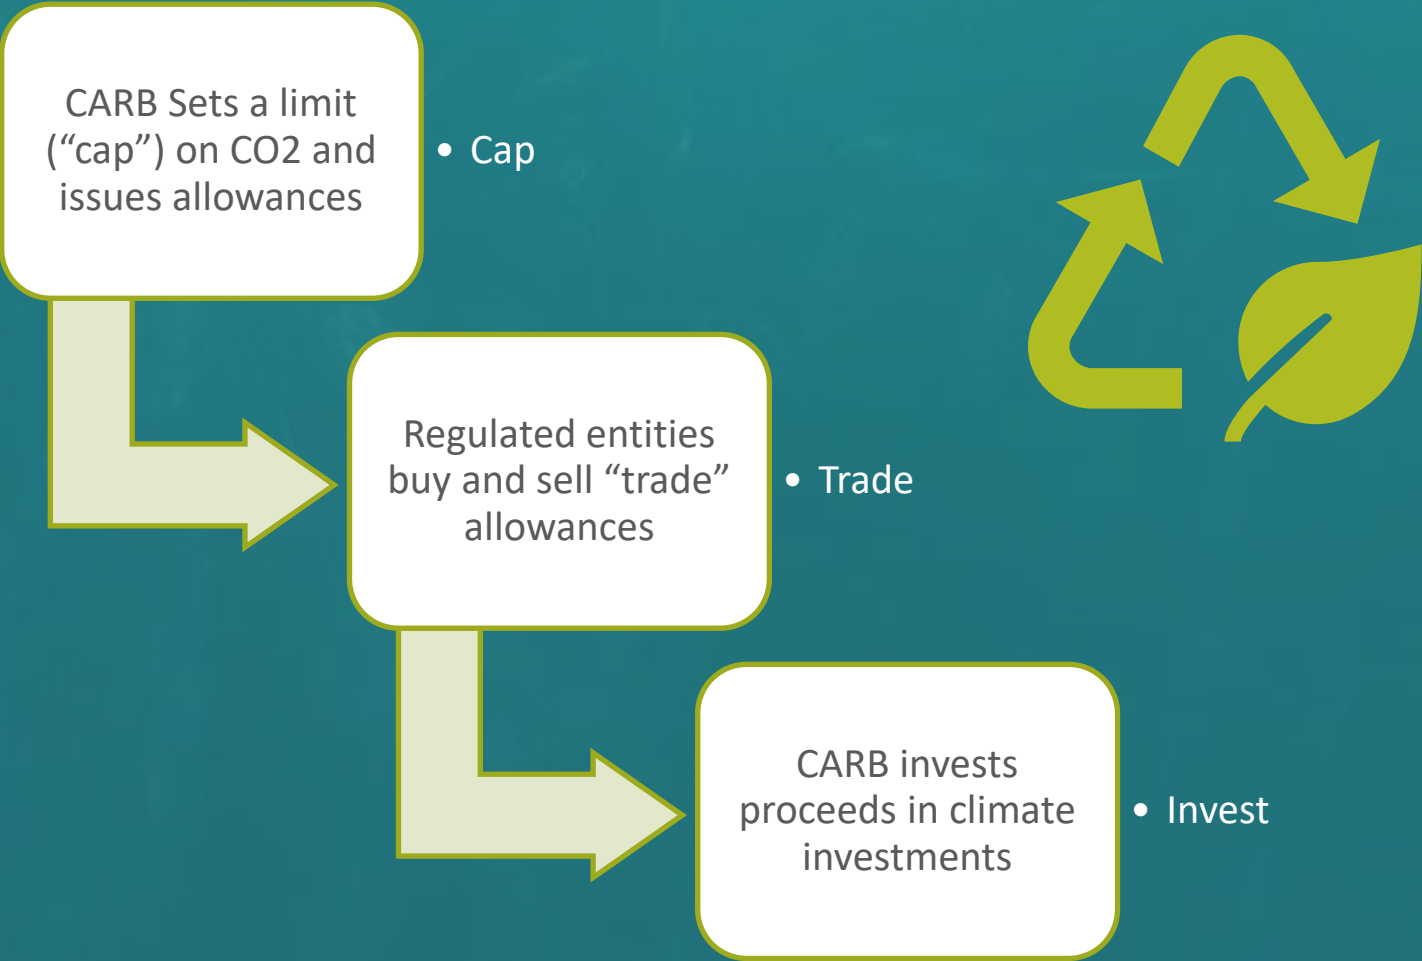 CARB Sets a limit
(“cap”) on CO2 and
issues allowances
• Cap
Regulated entities
buy and sell “trade”
allowances
• Trade
CARB invests
proceeds in climate
investments
• Invest